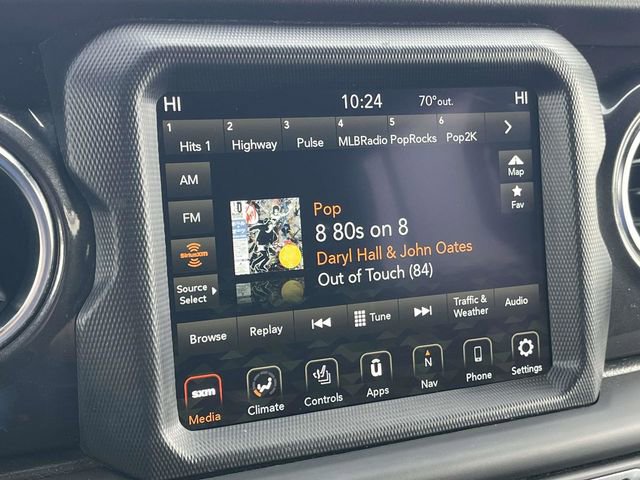 HI 10:24 70°out. HI
1 Hits 1 2 Highway 3 Pulse 4 MLBRadio 5 PopRocks 6 Pop2K
AM
Map
FM
Fav
Pop
8 80s on 8
SiriusXM
Daryl Hall & John Oates
Out of Touch (84)
Source
Select
Browse Replay Tune Traffic & Weather Audio
sxm
Media Climate Controls Apps N Nav Phone Settings